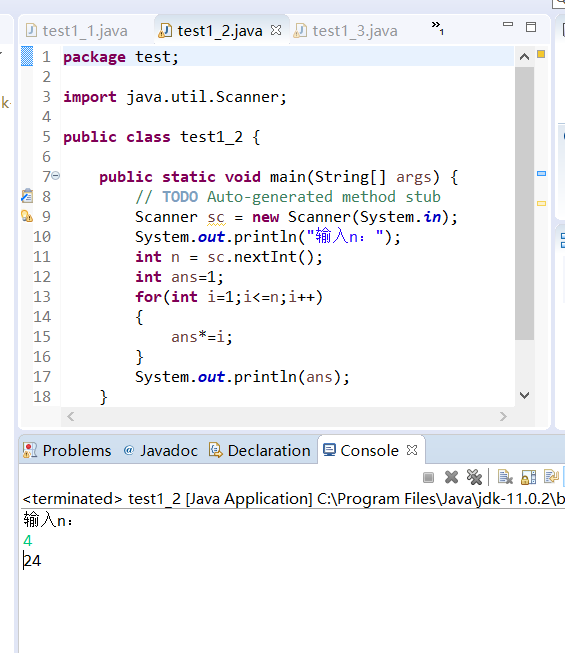 test1_1.java test1_2.java test1_3.java »1
k
1 package test;
2
3 import java.util.Scanner;
4
5 public class test1_2 {
6
7 public static void main(String[] args) {
8 // TODO Auto-generated method stub
9 Scanner sc = new Scanner(System.in);
10 System.out.println("输入n：");
11 int n = sc.nextInt();
12 int ans=1;
13 for(int i=1;i<=n;i++)
14 {
15 ans*=i;
16 }
17 System.out.println(ans);
18 }
Problems @ Javadoc Declaration Console
<terminated> test1_2 [Java Application] C:\Program Files\Java\jdk-11.0.2\b
输入n：
4
24